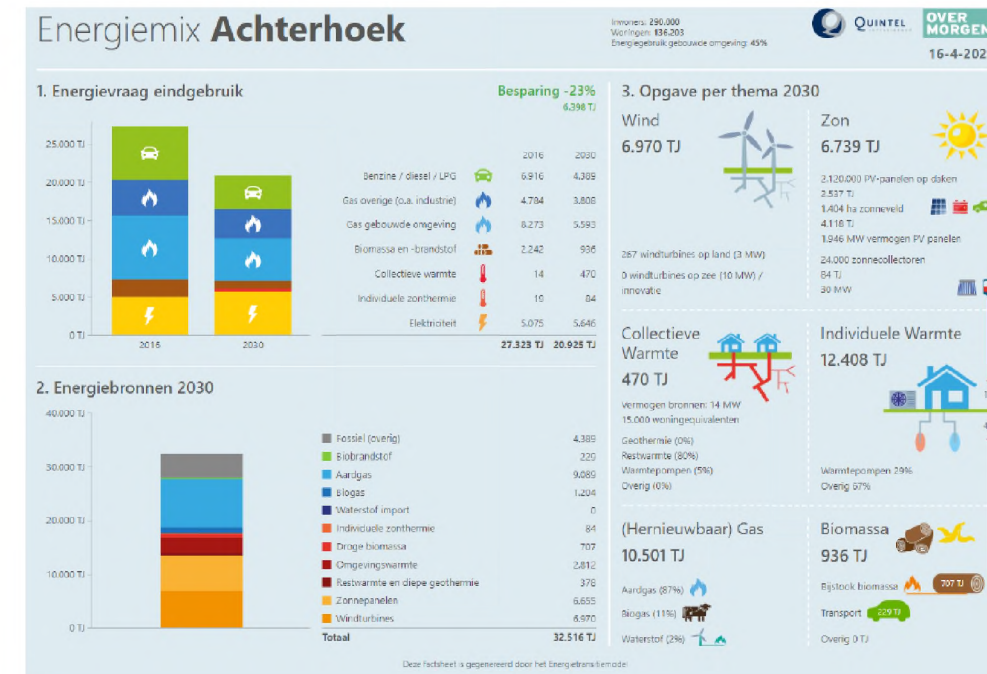 Energiemix Achterhoek
Inwoners: 290.000
Woningen: 136.203
Energiegebruik gebouwde omgeving: 45%
QUINTEL
OVER
MORGEN
16-4-202
1. Energievraag eindgebruik
Besparing -23%
6.398 TJ
25.000 TJ
20.000 TJ
15.000 TJ
10.000 TJ
5.000 TJ
0 TJ
2016
2030
2016 2030
Benzine / diesel / LPG 6.916 4.389
Gas overige (o.a. industrie) 4.784 3.808
Gas gebouwde omgeving 8.273 5.593
Biomassa en -brandstof 2.242 936
Collectieve warmte 14 470
Individuele zonthermie 19 84
Elektriciteit 5.075 5.646
27.323 TJ 20.925 TJ
2. Energiebronnen 2030
40.000 TJ
30.000 TJ
20.000 TJ
10.000 TJ
0 TJ
Fossiel (overig) 4.389
Biobrandstof 229
Aardgas 9.089
Biogas 1.204
Waterstof import 0
Individuele zonthermie 84
Droge biomassa 707
Omgevingswarmte 2.812
Restwarmte en diepe geothermie 378
Zonnepanelen 6.655
Windturbines 6.970
Totaal 32.516 TJ
3. Opgave per thema 2030
Wind
6.970 TJ
267 windturbines op land (3 MW)
0 windturbines op zee (10 MW) /
innovatie
Zon
6.739 TJ
2.120.000 PV-panelen op daken
2.537 TJ
1.404 ha zonneveld
4.118 TJ
1.946 MW vermogen PV panelen
24.000 zonnecollectoren
84 TJ
30 MW
Collectieve
Warmte
470 TJ
Vermogen bronnen: 14 MW
15.000 woningequivalenten
Geothermie (0%)
Restwarmte (80%)
Warmtepompen (5%)
Overig (0%)
Individuele Warmte
12.408 TJ
Warmtepompen 29%
Overig 67%
(Hernieuwbaar) Gas
10.501 TJ
Aardgas (87%)
Biogas (11%)
Waterstof (2%)
Biomassa
936 TJ
Bijstook biomassa 707 TJ
Transport 229 TJ
Overig 0 TJ
Deze factsheet is gegenereerd door het Energietransitiemodel